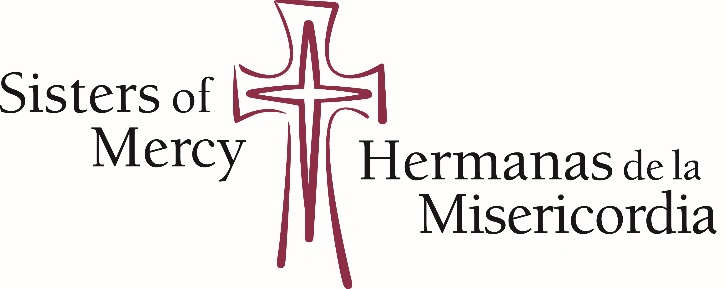 Sisters of
Mercy
Hermanas de la
Misericordia